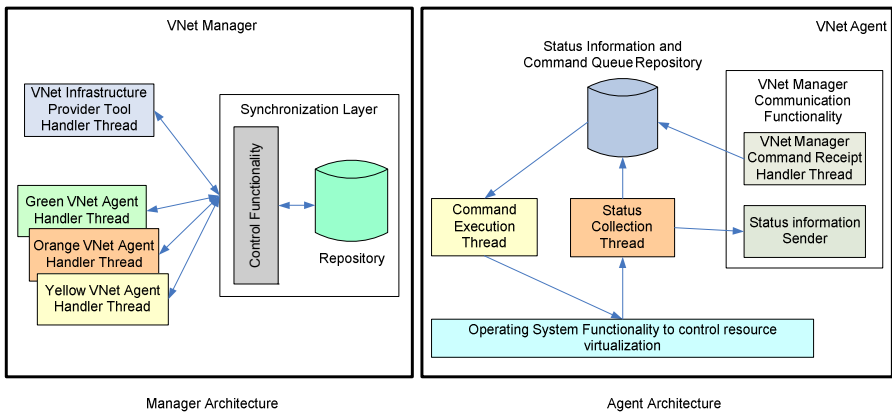 VNet Manager
VNet Infrastructure
Provider Tool
Handler Thread
Green VNet Agent
Handler Thread
Orange VNet Agent
Handler Thread
Yellow VNet Agent
Handler Thread
Synchronization Layer
Control Functionality
Repository
Manager Architecture
VNet Agent
Status Information and
Command Queue Repository
VNet Manager
Communication
Functionality
VNet Manager
Command Receipt
Handler Thread
Status information
Sender
Command
Execution
Thread
Status
Collection
Thread
Operating System Functionality to control resource
virtualization
Agent Architecture